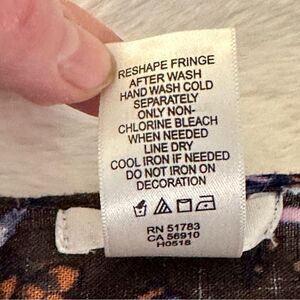 RESHAPE FRINGE
AFTER WASH
HAND WASH COLD
SEPARATELY
ONLY NON-
CHLORINE BLEACH
WHEN NEEDED
LINE DRY
COOL IRON IF NEEDED
DO NOT IRON ON
DECORATION
RN 51783
CA 56910
H0518